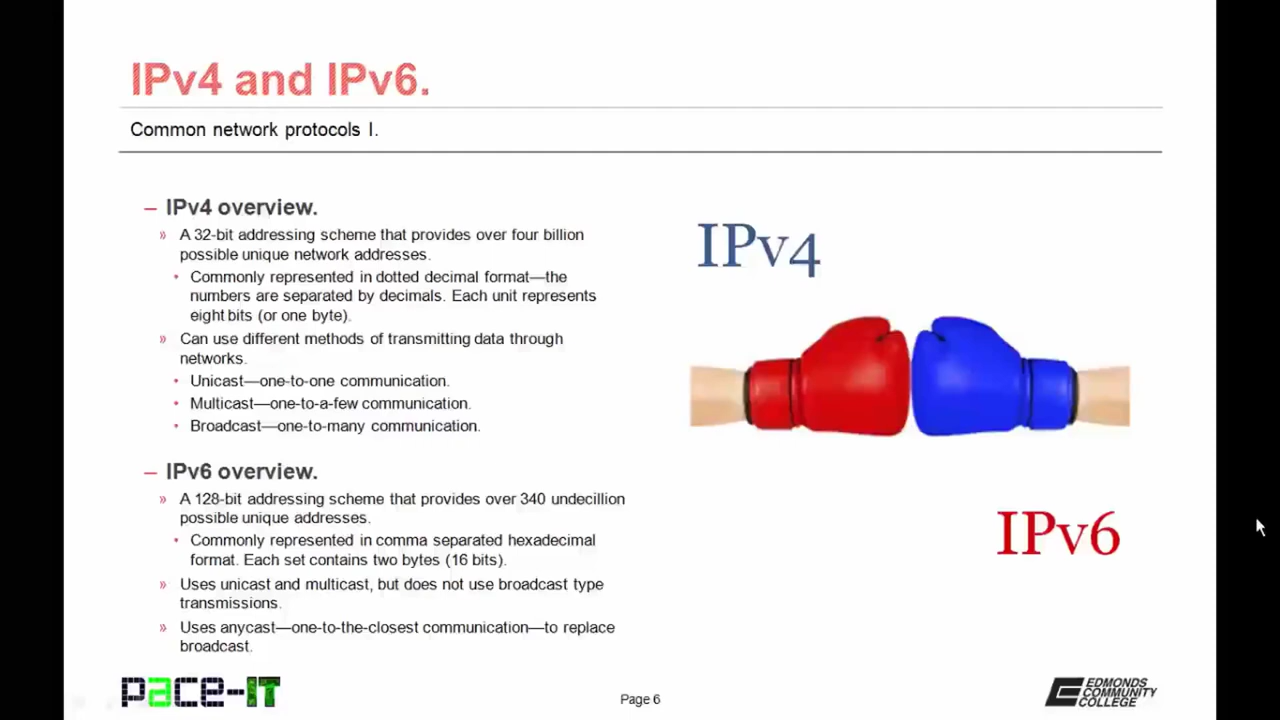 IPv4 and IPv6.
Common network protocols I.
– IPv4 overview.
» A 32-bit addressing scheme that provides over four billion
possible unique network addresses.
• Commonly represented in dotted decimal format—the
numbers are separated by decimals. Each unit represents
eight bits (or one byte).
» Can use different methods of transmitting data through
networks.
• Unicast—one-to-one communication.
• Multicast—one-to-a-few communication.
• Broadcast—one-to-many communication.
– IPv6 overview.
» A 128-bit addressing scheme that provides over 340 undecillion
possible unique addresses.
• Commonly represented in comma separated hexadecimal
format. Each set contains two bytes (16 bits).
» Uses unicast and multicast, but does not use broadcast type
transmissions.
» Uses anycast—one-to-the-closest communication—to replace
broadcast.
IPv4
IPv6
pace-IT
Page 6
EDMONDS
COMMUNITY
COLLEGE